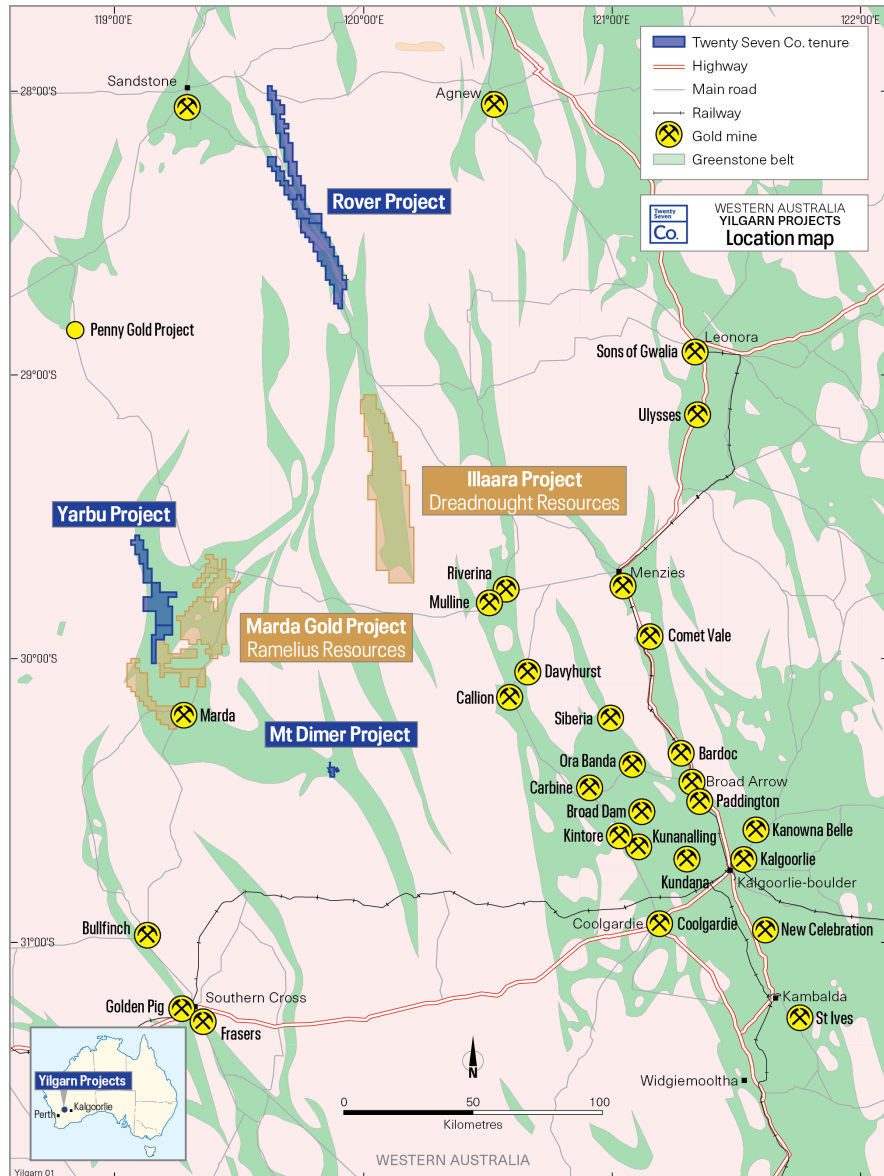 119°00'E
120°00'E
121°00'E
122°00'E
28°00'S
29°00'S
30°00'S
31°00'S
Twenty Seven Co. tenure
Highway
Main road
Railway
Gold mine
Greenstone belt
Twenty
Seven
Co.
WESTERN AUSTRALIA
YILGARN PROJECTS
Location map
Sandstone
Agnew
Rover Project
Penny Gold Project
Leonora
Sons of Gwalia
Ulysses
Illaara Project
Dreadnought Resources
Yarbu Project
Riverina
Mulline
Menzies
Marda Gold Project
Ramelius Resources
Comet Vale
Davyhurst
Callion
Marda
Siberia
Mt Dimer Project
Bardoc
Ora Banda
Broad Arrow
Carbine
Paddington
Broad Dam
Kintore
Kunanalling
Kanowna Belle
Kalgoorlie
Kundana
Kalgoorlie-boulder
Coolgardie
Coolgardie
New Celebration
Bullfinch
Southern Cross
Golden Pig
Frasers
Kambalda
St Ives
Widgiemooltha
Yilgarn Projects
Kalgoorlie
Perth
N
0
50
100
Kilometres
WESTERN AUSTRALIA
Yilgarn 01